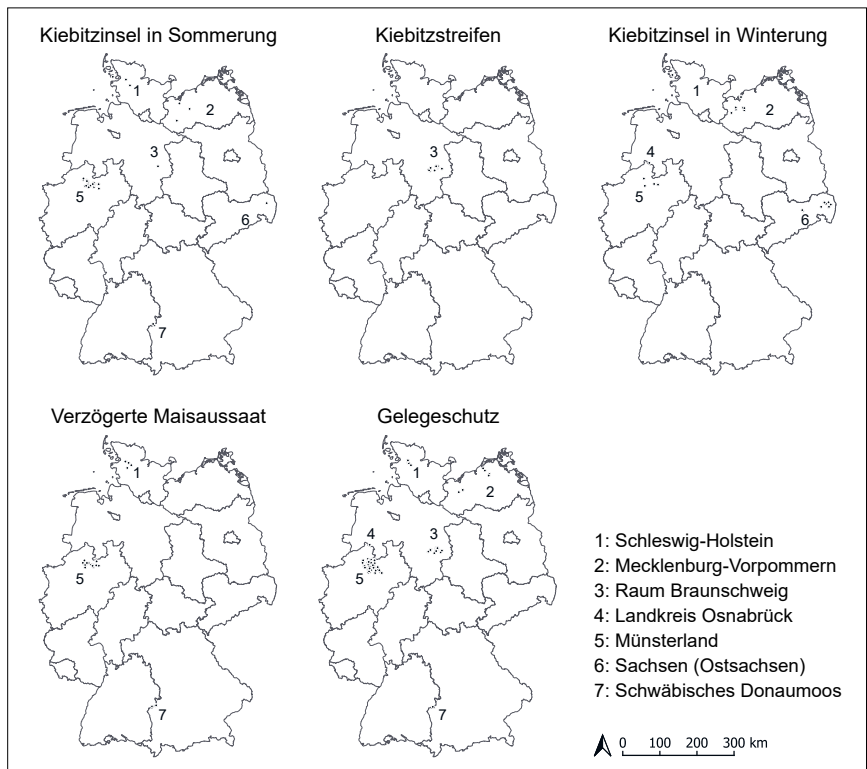 Kiebitzinsel in Sommerung
Kiebitzstreifen
Kiebitzinsel in Winterung
1
2
3
5
6
7
3
1
2
4
5
6
Verzögerte Maisaussaat
Gelegeschutz
1
5
7
1
2
4
3
5
7
1: Schleswig-Holstein
2: Mecklenburg-Vorpommern
3: Raum Braunschweig
4: Landkreis Osnabrück
5: Münsterland
6: Sachsen (Ostsachsen)
7: Schwäbisches Donaumoos
0 100 200 300 km